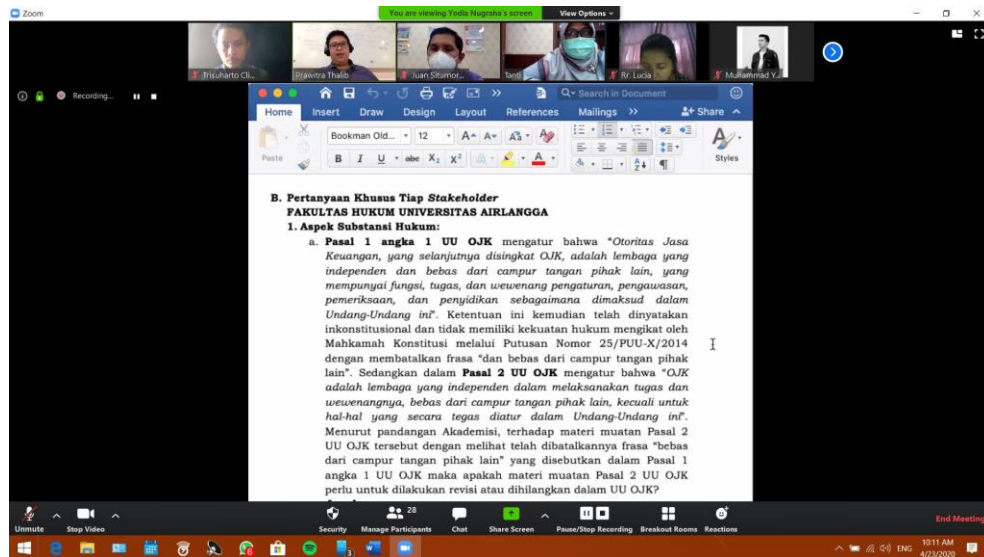 Zoom
You are viewing Yodia Nugraha's screen
View Options
Trisuharto Cli...
Prawitra Thalib
Juan Situmor...
Tanti
Rr. Lucia
Muhammad Y...
Recording...
Search in Document
Home Insert Draw Design Layout References Mailings >> Share
Paste
Bookman Old... 12 A A Aa
B I U abc X2 X2 A A
Styles
B. Pertanyaan Khusus Tiap Stakeholder
FAKULTAS HUKUM UNIVERSITAS AIRLANGGA
1. Aspek Substansi Hukum:
a. Pasal 1 angka 1 UU OJK mengatur bahwa "Otoritas Jasa
Keuangan, yang selanjutnya disingkat OJK, adalah lembaga yang
independen dan bebas dari campur tangan pihak lain, yang
mempunyai fungsi, tugas, dan wewenang pengaturan, pengawasan,
pemeriksaan, dan penyidikan sebagaimana dimaksud dalam
Undang-Undang ini". Ketentuan ini kemudian telah dinyatakan
inkonstitusional dan tidak memiliki kekuatan hukum mengikat oleh
Mahkamah Konstitusi melalui Putusan Nomor 25/PUU-X/2014
dengan membatalkan frasa "dan bebas dari campur tangan pihak
lain". Sedangkan dalam Pasal 2 UU OJK mengatur bahwa "OJK
adalah lembaga yang independen dalam melaksanakan tugas dan
wewenangnya, bebas dari campur tangan pihak lain, kecuali untuk
hal-hal yang secara tegas diatur dalam Undang-Undang ini".
Menurut pandangan Akademisi, terhadap materi muatan Pasal 2
UU OJK tersebut dengan melihat telah dibatalkannya frasa "bebas
dari campur tangan pihak lain" yang disebutkan dalam Pasal 1
angka 1 UU OJK maka apakah materi muatan Pasal 2 UU OJK
perlu untuk dilakukan revisi atau dihilangkan dalam UU OJK?
28
Unmute Stop Video Security Manage Participants Chat Share Screen Pause/Stop Recording Breakout Rooms Reactions End Meeting
ENG
10:11 AM
4/23/2020